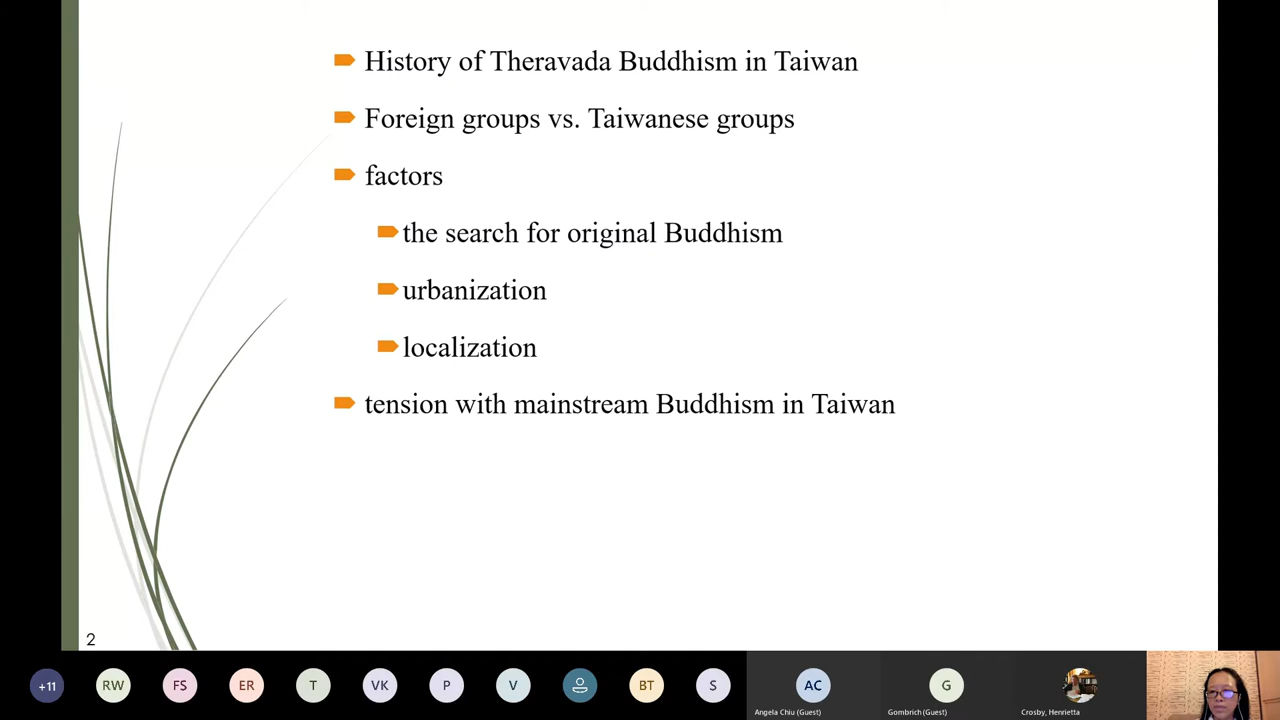 History of Theravada Buddhism in Taiwan
Foreign groups vs. Taiwanese groups
factors
the search for original Buddhism
urbanization
localization
tension with mainstream Buddhism in Taiwan
2
+11
RW
FS
ER
T
VK
P
V
BT
S
AC
G
Angela Chiu (Guest)
Gombrich (Guest)
Crosby, Henrietta